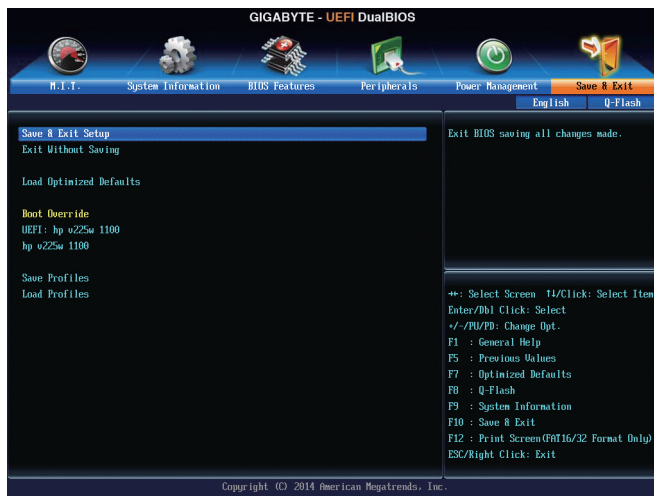 GIGABYTE - UEFI DualBIOS
M.I.T. System Information BIOS Features Peripherals Power Management Save & Exit
English Q-Flash
Save & Exit Setup
Exit Without Saving
Load Optimized Defaults
Boot Override
UEFI: hp v225w 1100
hp v225w 1100
Save Profiles
Load Profiles
Exit BIOS saving all changes made.
→←: Select Screen ↑↓/Click: Select Item
Enter/Dbl Click: Select
+/-/PU/PD: Change Opt.
F1 : General Help
F5 : Previous Values
F7 : Optimized Defaults
F8 : Q-Flash
F9 : System Information
F10 : Save & Exit
F12 : Print Screen(FAT16/32 Format Only)
ESC/Right Click: Exit
Copyright (C) 2014 American Megatrends, Inc.